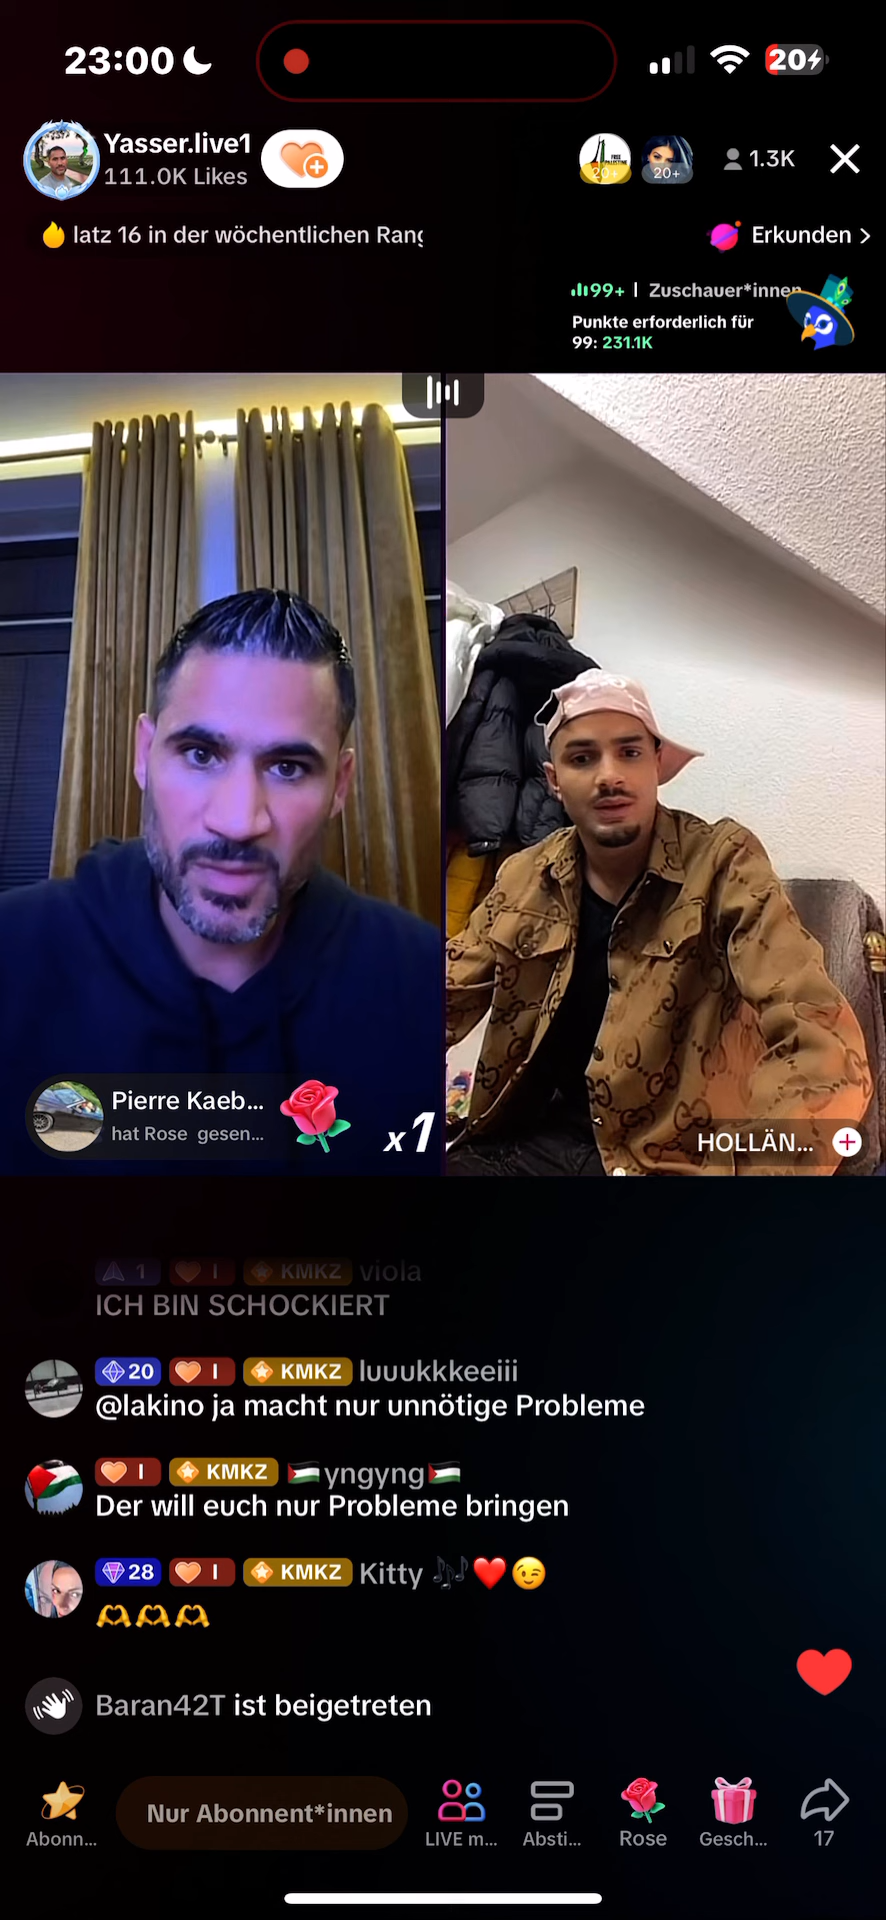 23:00
20
Yasser.live1
111.0K Likes
20+
20+
1.3K
latz 16 in der wöchentlichen Rang
Erkunden >
99+ | Zuschauer*innen
Punkte erforderlich für
99: 231.1K
FREE
PALESTINE
Pierre Kaeb...
hat Rose gesen...
x1
HOLLÄN...
1 I KMKZ viola
ICH BIN SCHOCKIERT
20 I KMKZ luuukkkeeiii
@lakino ja macht nur unnötige Probleme
I KMKZ 🇵🇸yngyng🇵🇸
Der will euch nur Probleme bringen
28 I KMKZ Kitty 🎶❤️😉
🫶🫶🫶
Baran42T ist beigetreten
Nur Abonnent*innen
Abonn...
LIVE m...
Absti...
Rose
Gesch...
17